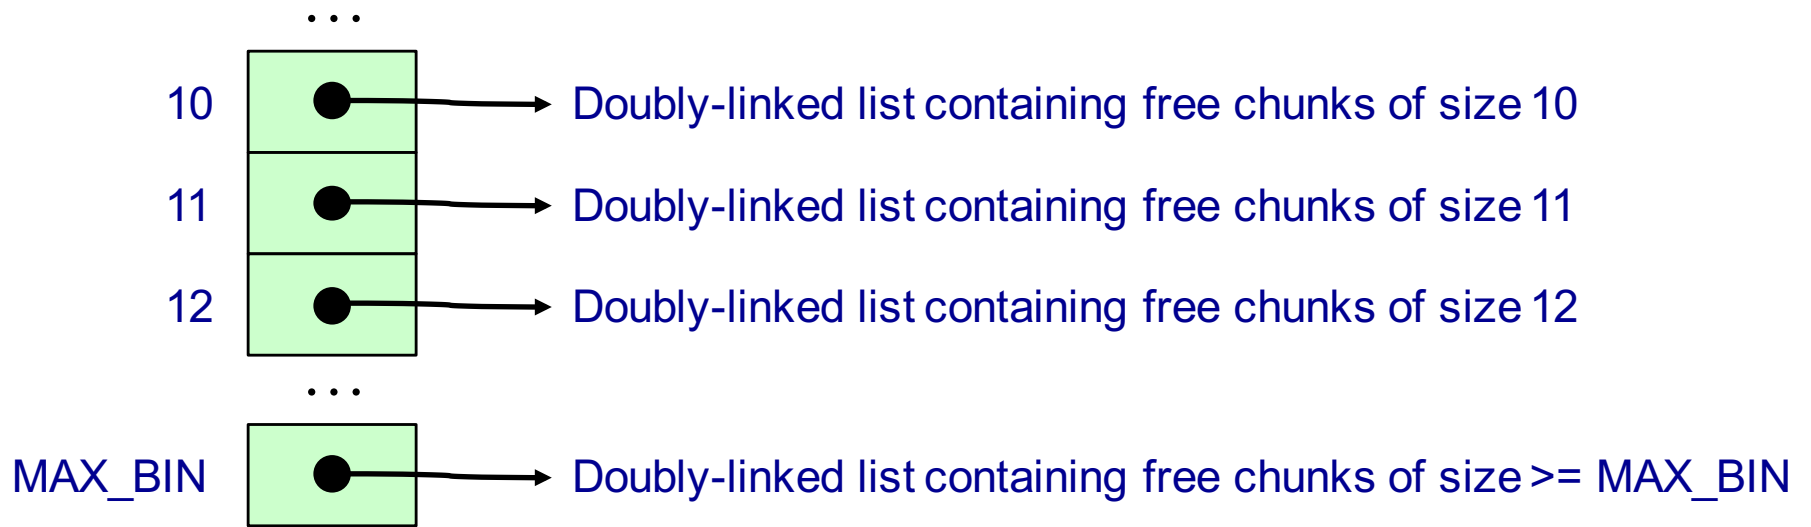 ...
10 Doubly-linked list containing free chunks of size 10
11 Doubly-linked list containing free chunks of size 11
12 Doubly-linked list containing free chunks of size 12
...
MAX_BIN Doubly-linked list containing free chunks of size >= MAX_BIN